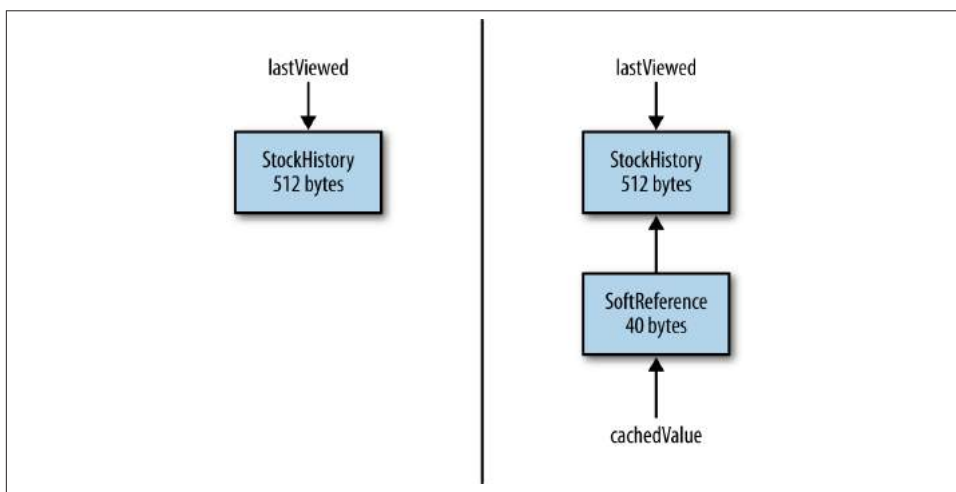 lastViewed
StockHistory
512 bytes
lastViewed
StockHistory
512 bytes
SoftReference
40 bytes
cachedValue